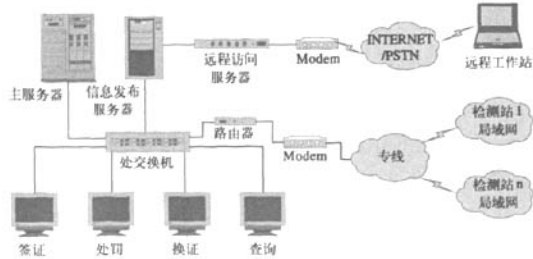 主服务器
信息发布
服务器
远程访问
服务器
Modem
INTERNET
/PSTN
远程工作站
处交换机
路由器
Modem
专线
检测站1
局域网
检测站n
局域网
签证
处罚
换证
查询